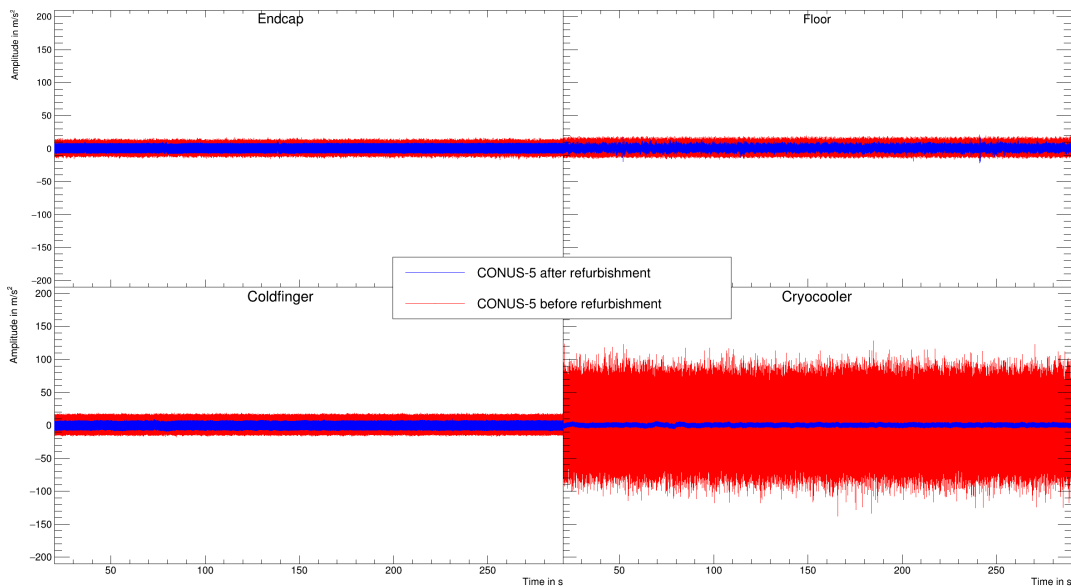 Endcap
Floor
Amplitude in m/s²
200
150
100
50
0
−50
−100
−150
−200
CONUS-5 after refurbishment
CONUS-5 before refurbishment
Coldfinger
Cryocooler
Amplitude in m/s²
200
150
100
50
0
−50
−100
−150
−200
50 100 150 200 250
50 100 150 200 250
Time in s
Time in s